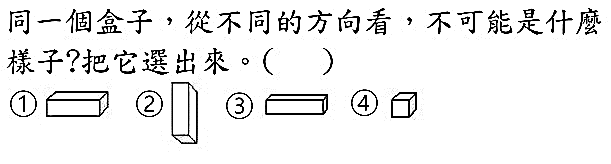 同一個盒子，從不同的方向看，不可能是什麼
樣子?把它選出來。(　　)
① ② ③ ④